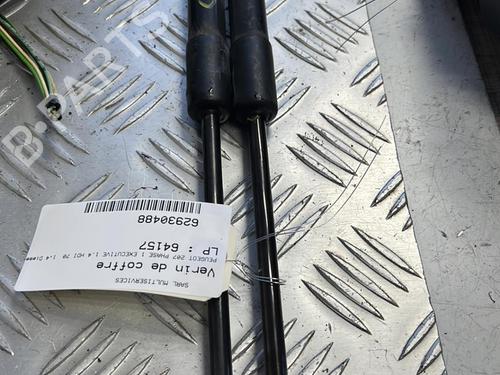 SARL MULTISERVICES
Verin de coffre
PEUGEOT 207 PHASE 1 EXECUTIVE 1.4 HDI 70 1.4 Diese
LP : 64157
62930488
B-PARTS